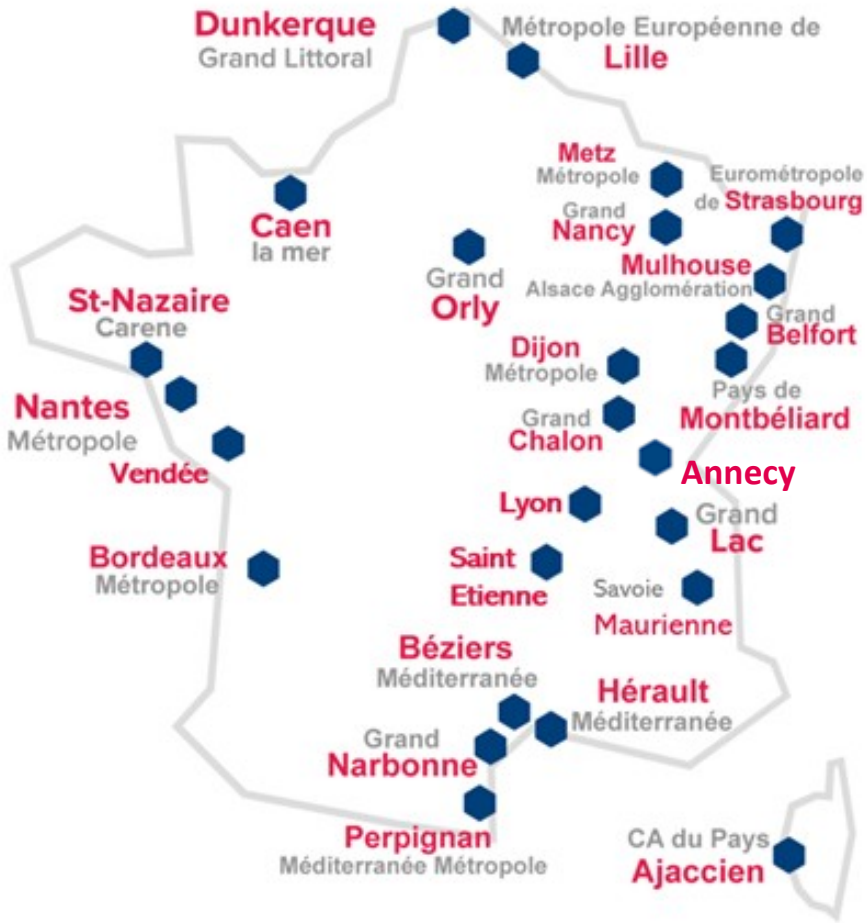 Dunkerque
Grand Littoral
Métropole Européenne de
Lille
Metz
Métropole
Eurométropole
de Strasbourg
Grand
Nancy
Caen
la mer
Mulhouse
Alsace Agglomération
Grand
Orly
St-Nazaire
Carene
Grand
Belfort
Dijon
Métropole
Pays de
Montbéliard
Nantes
Métropole
Grand
Chalon
Vendée
Annecy
Lyon
Grand
Lac
Bordeaux
Métropole
Saint
Etienne
Savoie
Maurienne
Béziers
Méditerranée
Hérault
Méditerranée
Grand
Narbonne
Perpignan
Méditerranée Métropole
CA du Pays
Ajaccien